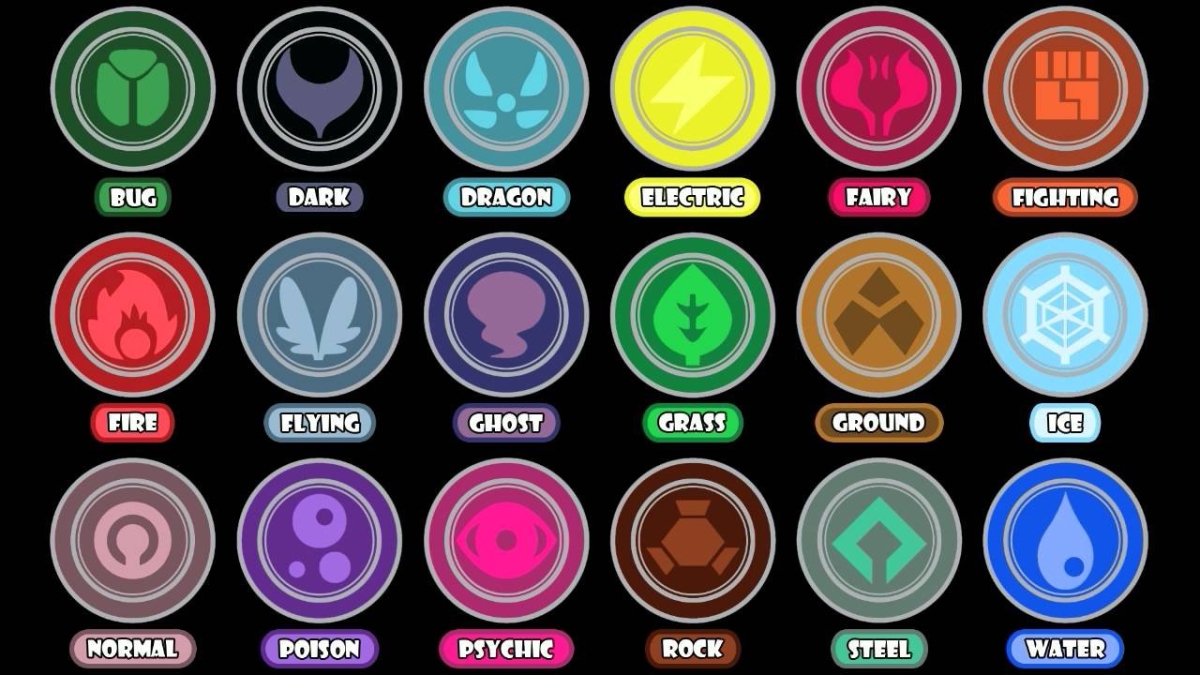 BUG
DARK
DRAGON
ELECTRIC
FAIRY
FIGHTING
FIRE
FLYING
GHOST
GRASS
GROUND
ICE
NORMAL
POISON
PSYCHIC
ROCK
STEEL
WATER